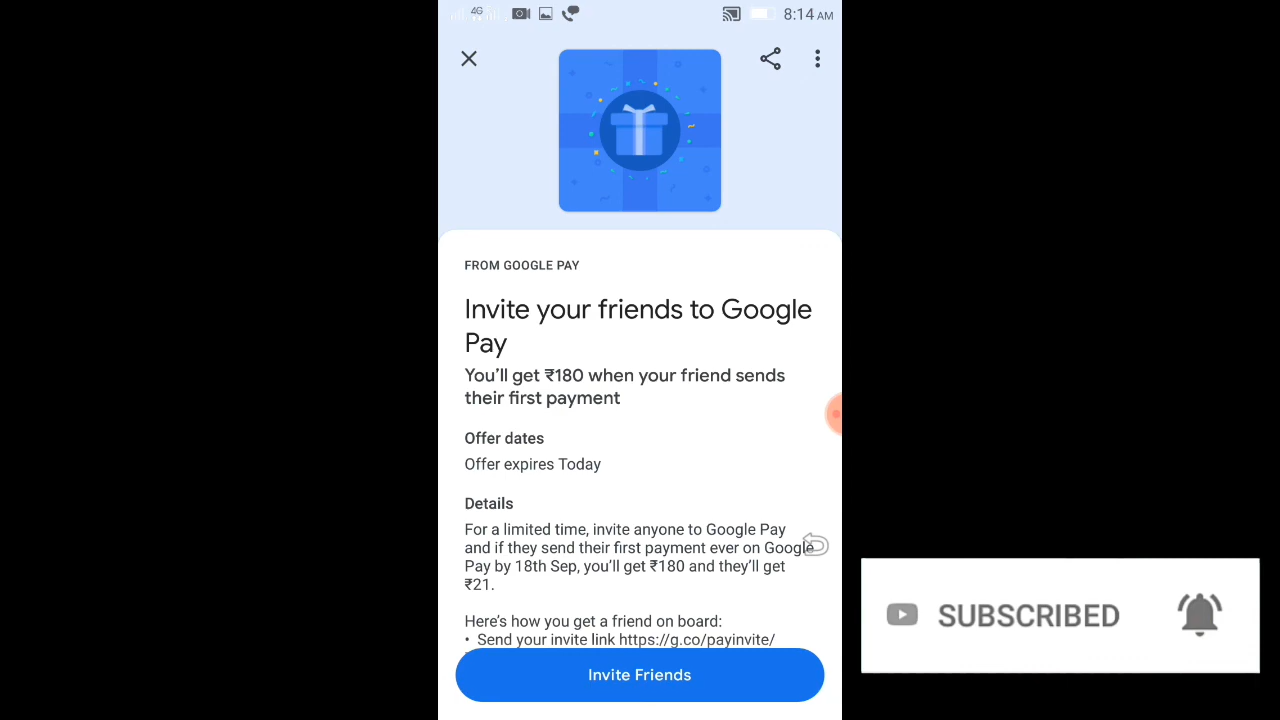 4G
8:14 AM
FROM GOOGLE PAY
Invite your friends to Google
Pay
You’ll get ₹180 when your friend sends
their first payment
Offer dates
Offer expires Today
Details
For a limited time, invite anyone to Google Pay
and if they send their first payment ever on Google
Pay by 18th Sep, you’ll get ₹180 and they’ll get
₹21.
Here’s how you get a friend on board:
• Send your invite link https://g.co/payinvite/
Invite Friends
SUBSCRIBED